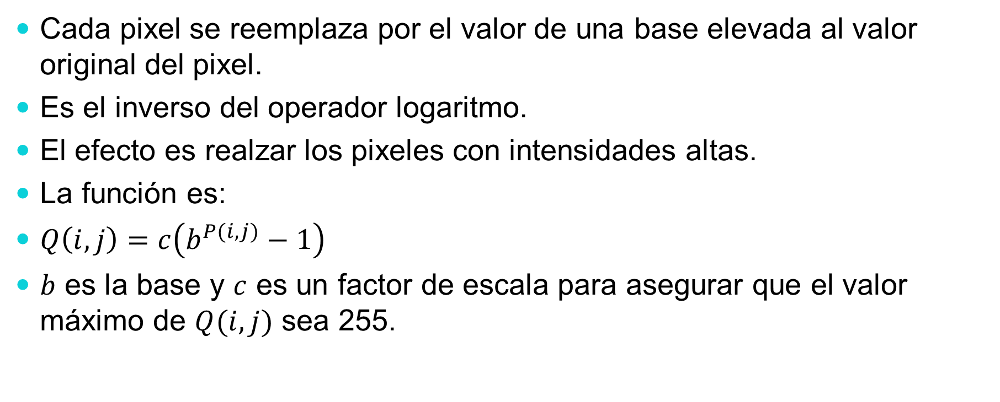 • Cada pixel se reemplaza por el valor de una base elevada al valor
original del pixel.
• Es el inverso del operador logaritmo.
• El efecto es realzar los pixeles con intensidades altas.
• La función es:
• $Q(i,j) = c(b^{P(i,j)} - 1)$
• $b$ es la base y $c$ es un factor de escala para asegurar que el valor
máximo de $Q(i,j)$ sea 255.